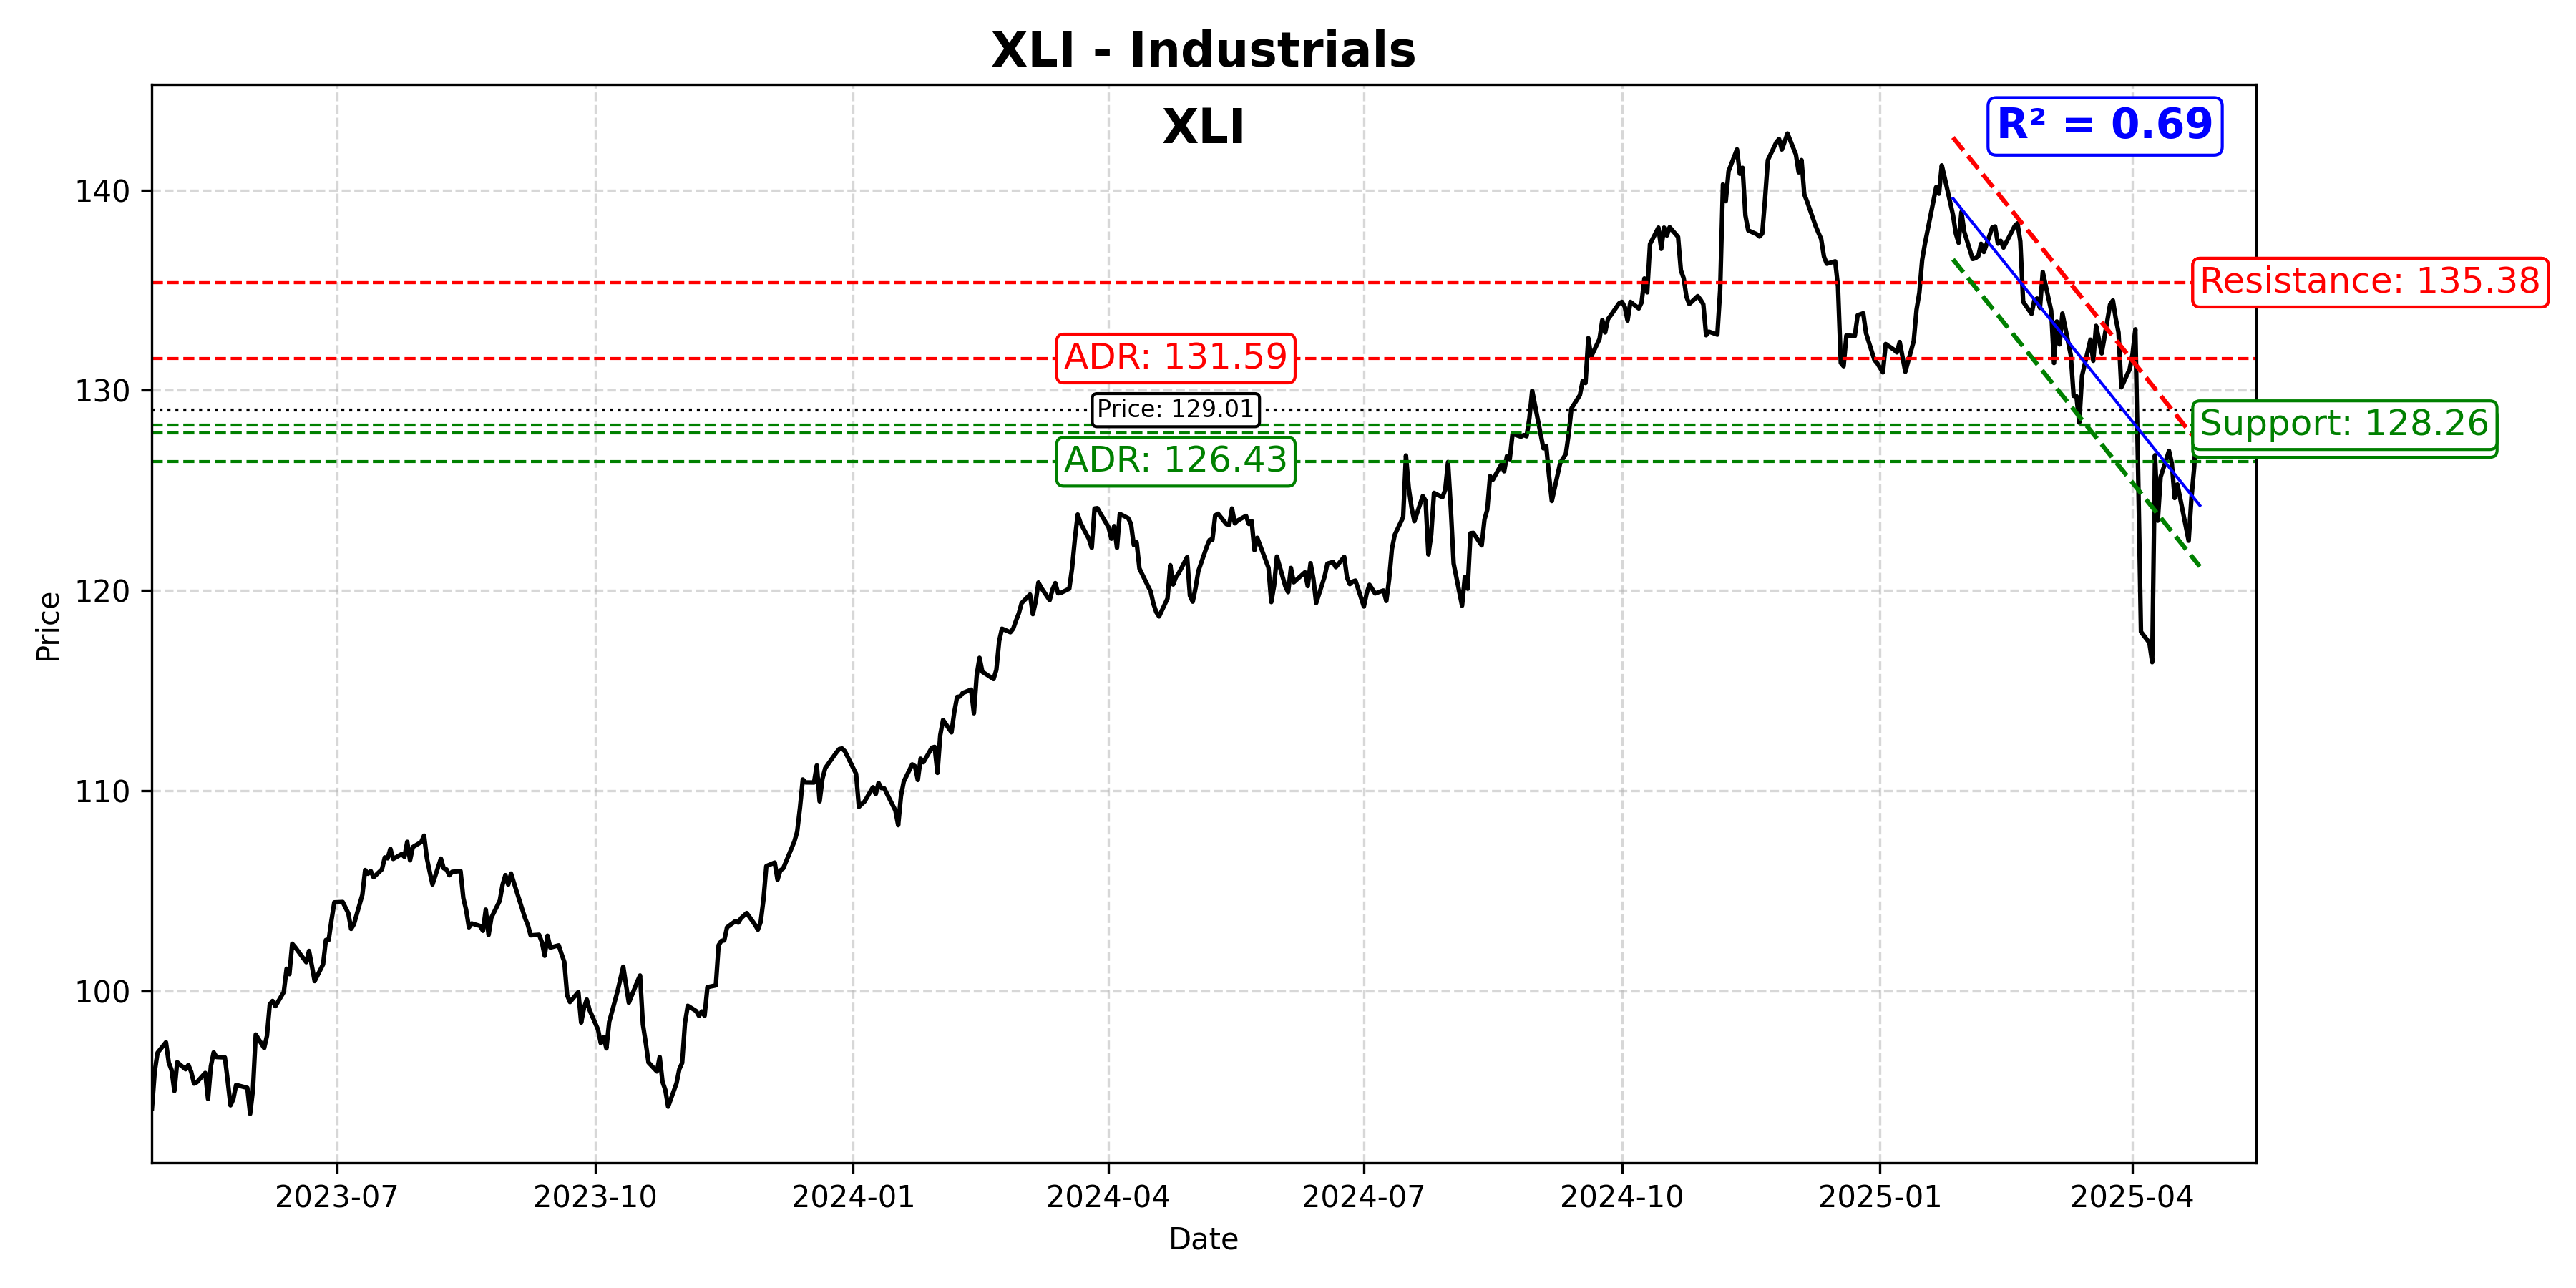 XLI - Industrials
XLI
R² = 0.69
140
Resistance: 135.38
ADR: 131.59
130
Price: 129.01
Support: 128.26
ADR: 126.43
120
Price
110
100
2023-07
2023-10
2024-01
2024-04
2024-07
2024-10
2025-01
2025-04
Date